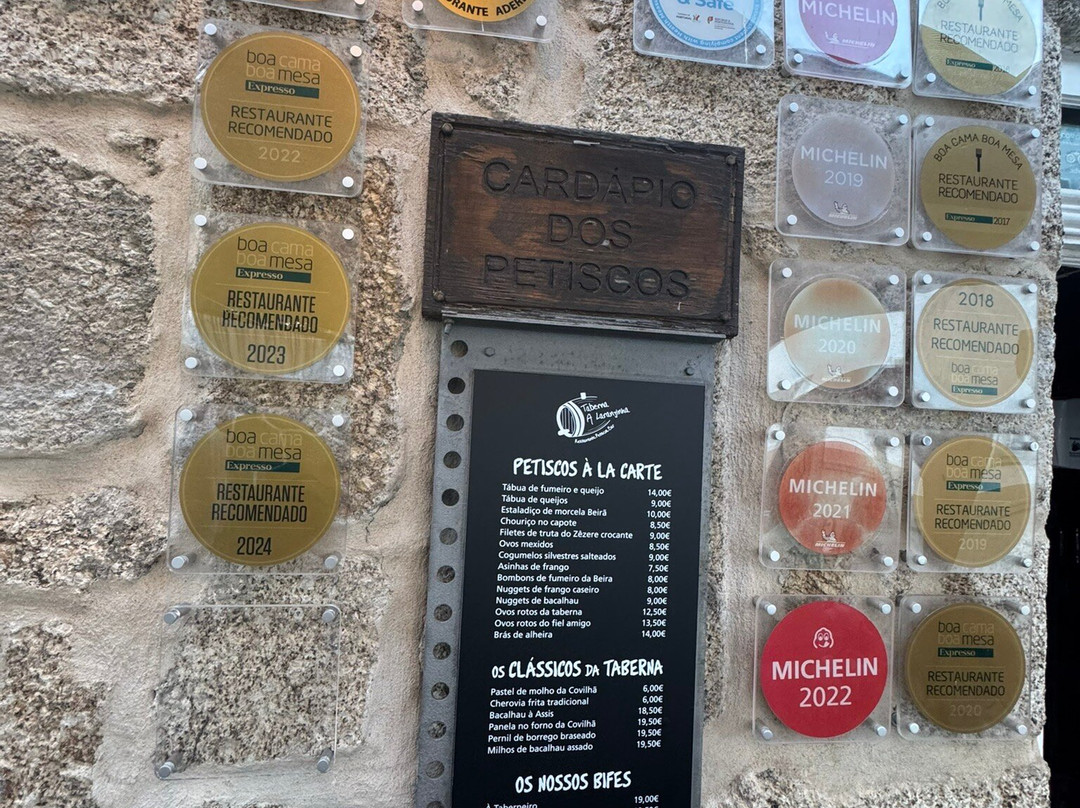 RANTE ADER
& Safe
MICHELIN
RESTAURANTE
RECOMENDADO
Expresso
boa cama
boa mesa
Expresso
RESTAURANTE
RECOMENDADO
2022
boa cama
boa mesa
Expresso
RESTAURANTE
RECOMENDADO
2023
boa cama
boa mesa
Expresso
RESTAURANTE
RECOMENDADO
2024
CARDÁPIO
DOS
PETISCOS
Taberna
A Laranjinha
PETISCOS À LA CARTE
Tábua de fumeiro e queijo 14,00€
Tábua de queijos 9,00€
Estaladiço de morcela Beirã 10,00€
Chouriço no capote 8,50€
Filetes de truta do Zêzere crocante 9,00€
Ovos mexidos 8,50€
Cogumelos silvestres salteados 9,00€
Asinhas de frango 7,50€
Bombons de fumeiro da Beira 8,00€
Nuggets de frango caseiro 8,00€
Nuggets de bacalhau 9,00€
Ovos rotos da taberna 12,50€
Ovos rotos do fiel amigo 13,50€
Brás de alheira 14,00€
OS CLÁSSICOS DA TABERNA
Pastel de molho da Covilhã 6,00€
Cherovia frita tradicional 6,00€
Bacalhau à Assis 18,50€
Panela no forno da Covilhã 19,50€
Pernil de borrego braseado 19,50€
Milhos de bacalhau assado 19,50€
OS NOSSOS BIFES
À Taberneiro 19,00€
MICHELIN
2019
BOA CAMA BOA MESA
RESTAURANTE
RECOMENDADO
Expresso 2017
MICHELIN
2020
2018
RESTAURANTE
RECOMENDADO
boa cama
boa mesa
Expresso
MICHELIN
2021
boa cama
boa mesa
Expresso
RESTAURANTE
RECOMENDADO
2019
MICHELIN
2022
boa cama
boa mesa
Expresso
RESTAURANTE
RECOMENDADO
2020